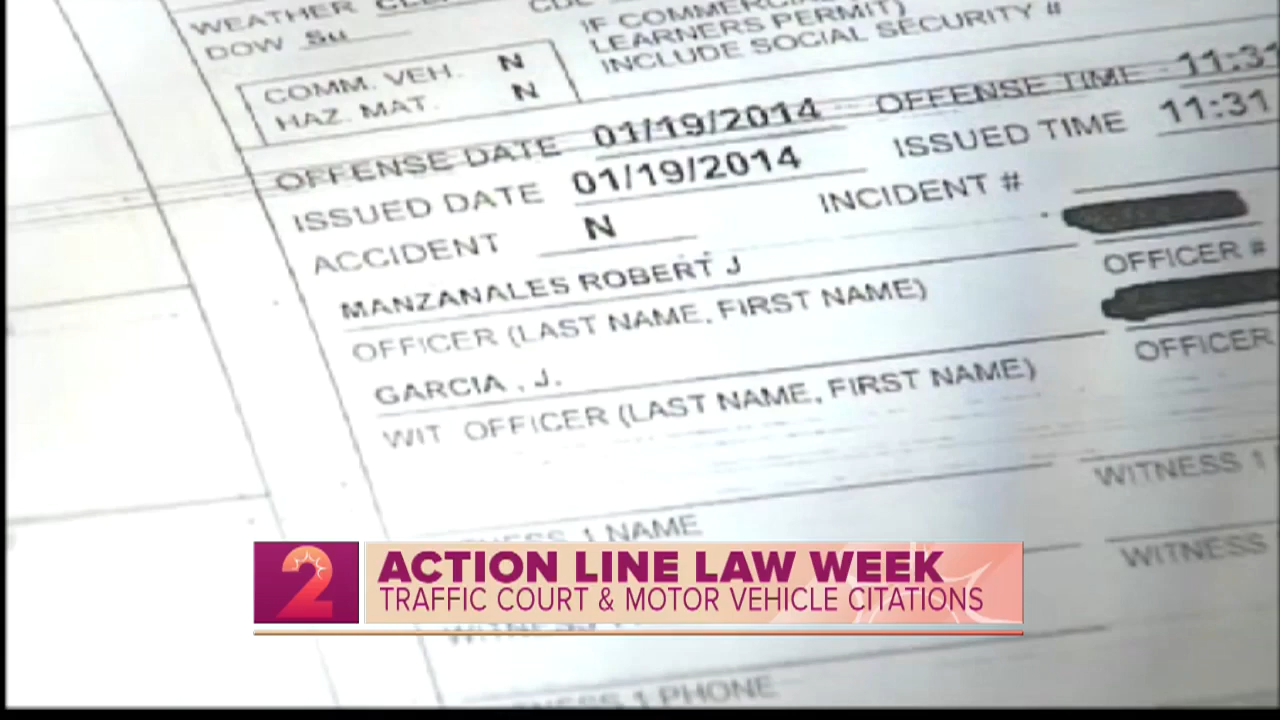 WEATHER
DOW Su
IF COMMERCIAL
LEARNERS PERMIT)
INCLUDE SOCIAL SECURITY #
COMM. VEH. N
HAZ. MAT. N
OFFENSE DATE 01/19/2014 OFFENSE TIME 11:31
ISSUED DATE 01/19/2014 ISSUED TIME 11:31
ACCIDENT N INCIDENT #
MANZANALES ROBERT J
OFFICER (LAST NAME, FIRST NAME) OFFICER #
GARCIA , J.
WIT OFFICER (LAST NAME, FIRST NAME) OFFICER
WITNESS 1
1 NAME
WITNESS
2 ACTION LINE LAW WEEK
TRAFFIC COURT & MOTOR VEHICLE CITATIONS
WITNESS 1 PHONE